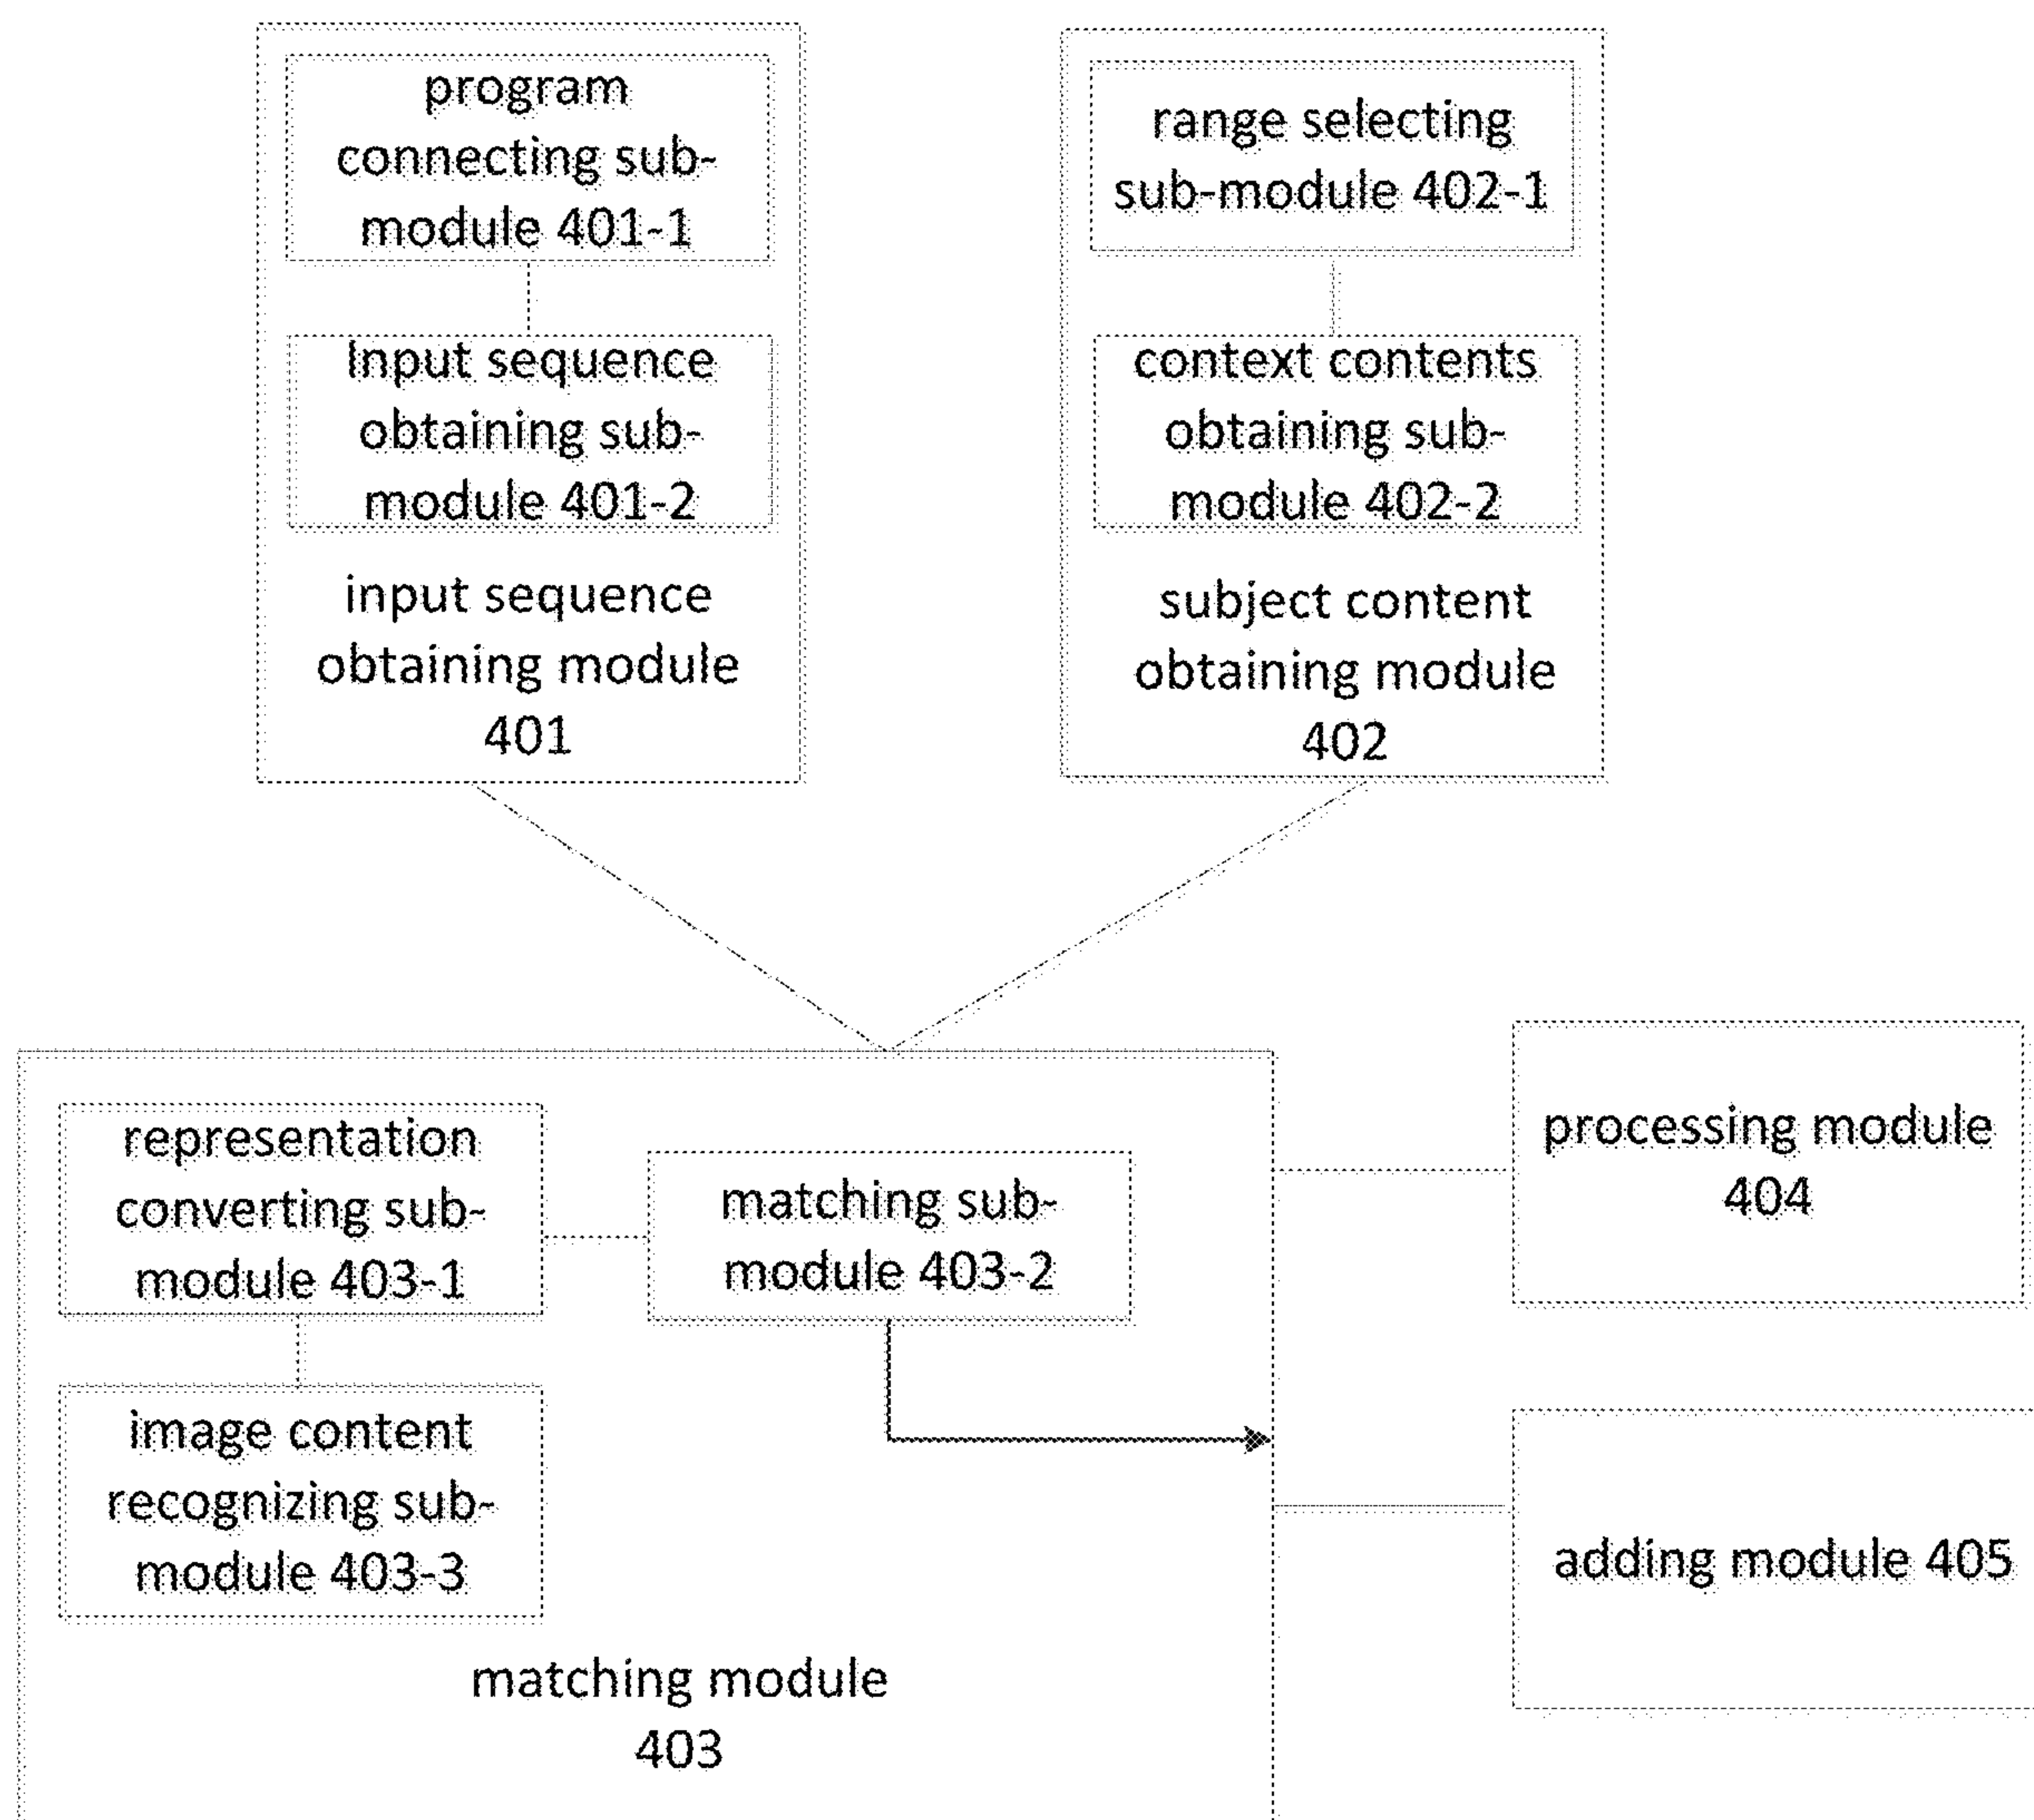 program
connecting sub-
module 401-1
Input sequence
obtaining sub-
module 401-2
input sequence
obtaining module
401
range selecting
sub-module 402-1
context contents
obtaining sub-
module 402-2
subject content
obtaining module
402
representation
converting sub-
module 403-1
matching sub-
module 403-2
image content
recognizing sub-
module 403-3
matching module
403
processing module
404
adding module 405